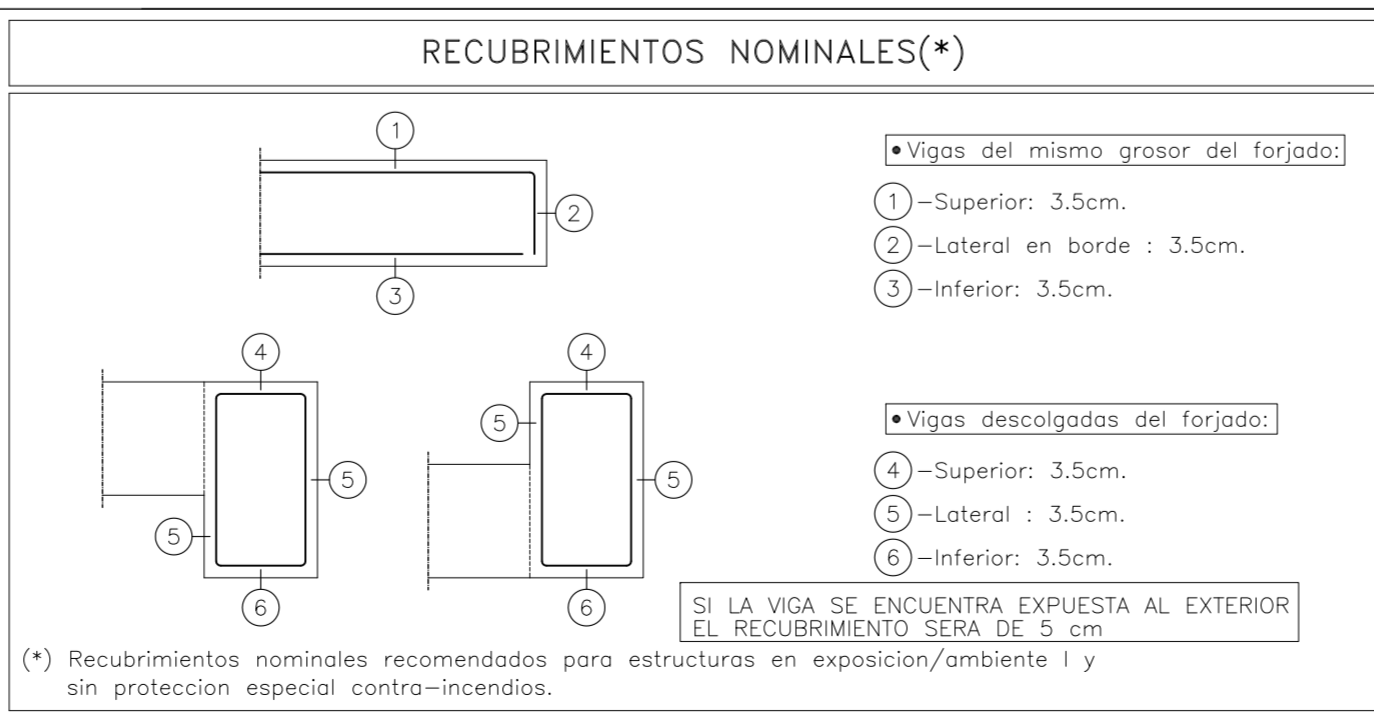 RECUBRIMIENTOS NOMINALES(*)
1
2
3
•Vigas del mismo grosor del forjado:
1 -Superior: 3.5cm.
2 -Lateral en borde : 3.5cm.
3 -Inferior: 3.5cm.
4
5
5
6
4
5
5
6
•Vigas descolgadas del forjado:
4 -Superior: 3.5cm.
5 -Lateral : 3.5cm.
6 -Inferior: 3.5cm.
SI LA VIGA SE ENCUENTRA EXPUESTA AL EXTERIOR
EL RECUBRIMIENTO SERA DE 5 cm
(*) Recubrimientos nominales recomendados para estructuras en exposicion/ambiente I y
sin proteccion especial contra-incendios.